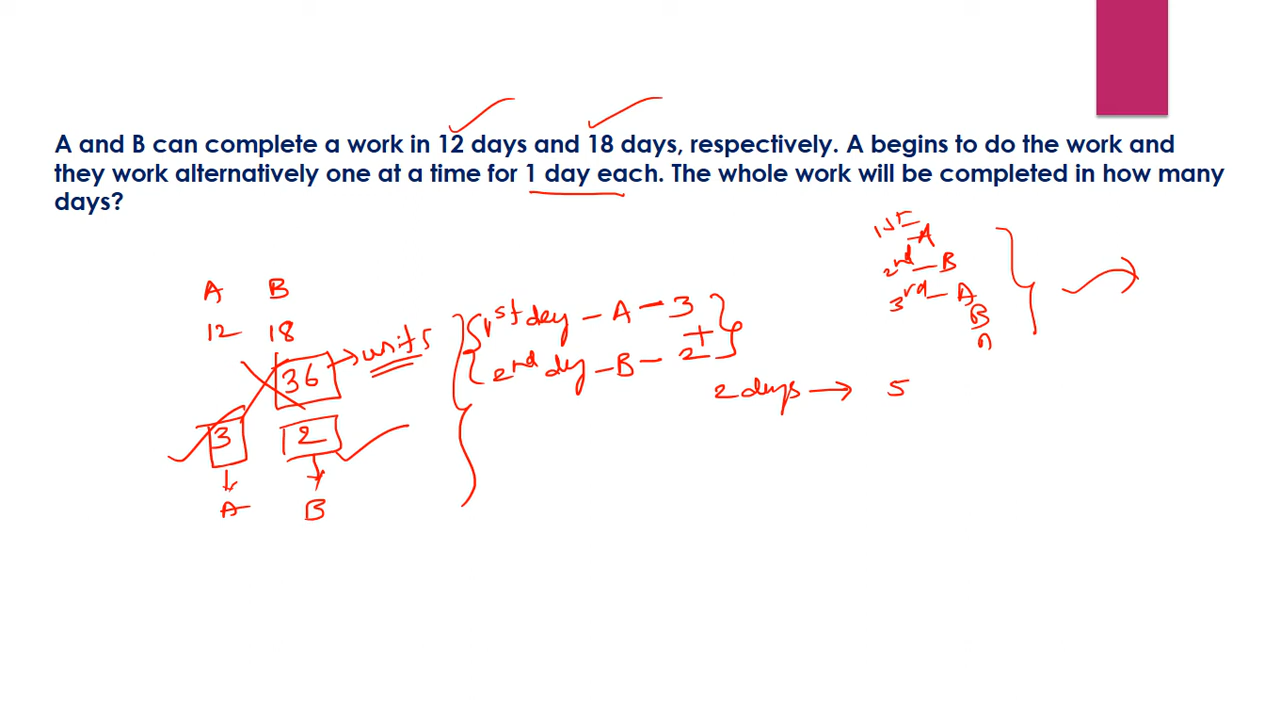 A and B can complete a work in 12 days and 18 days, respectively. A begins to do the work and
they work alternatively one at a time for 1 day each. The whole work will be completed in how many
days?
1st
A
2nd - B
3rd - A
B
A B
12 18
36 → units
3 2
A B
1st day - A - 3
+
2nd dy - B - 2
2 days → 5